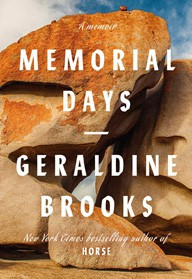 A memoir
MEMORIAL
DAYS
GERALDINE
BROOKS
New York Times bestselling author of
HORSE